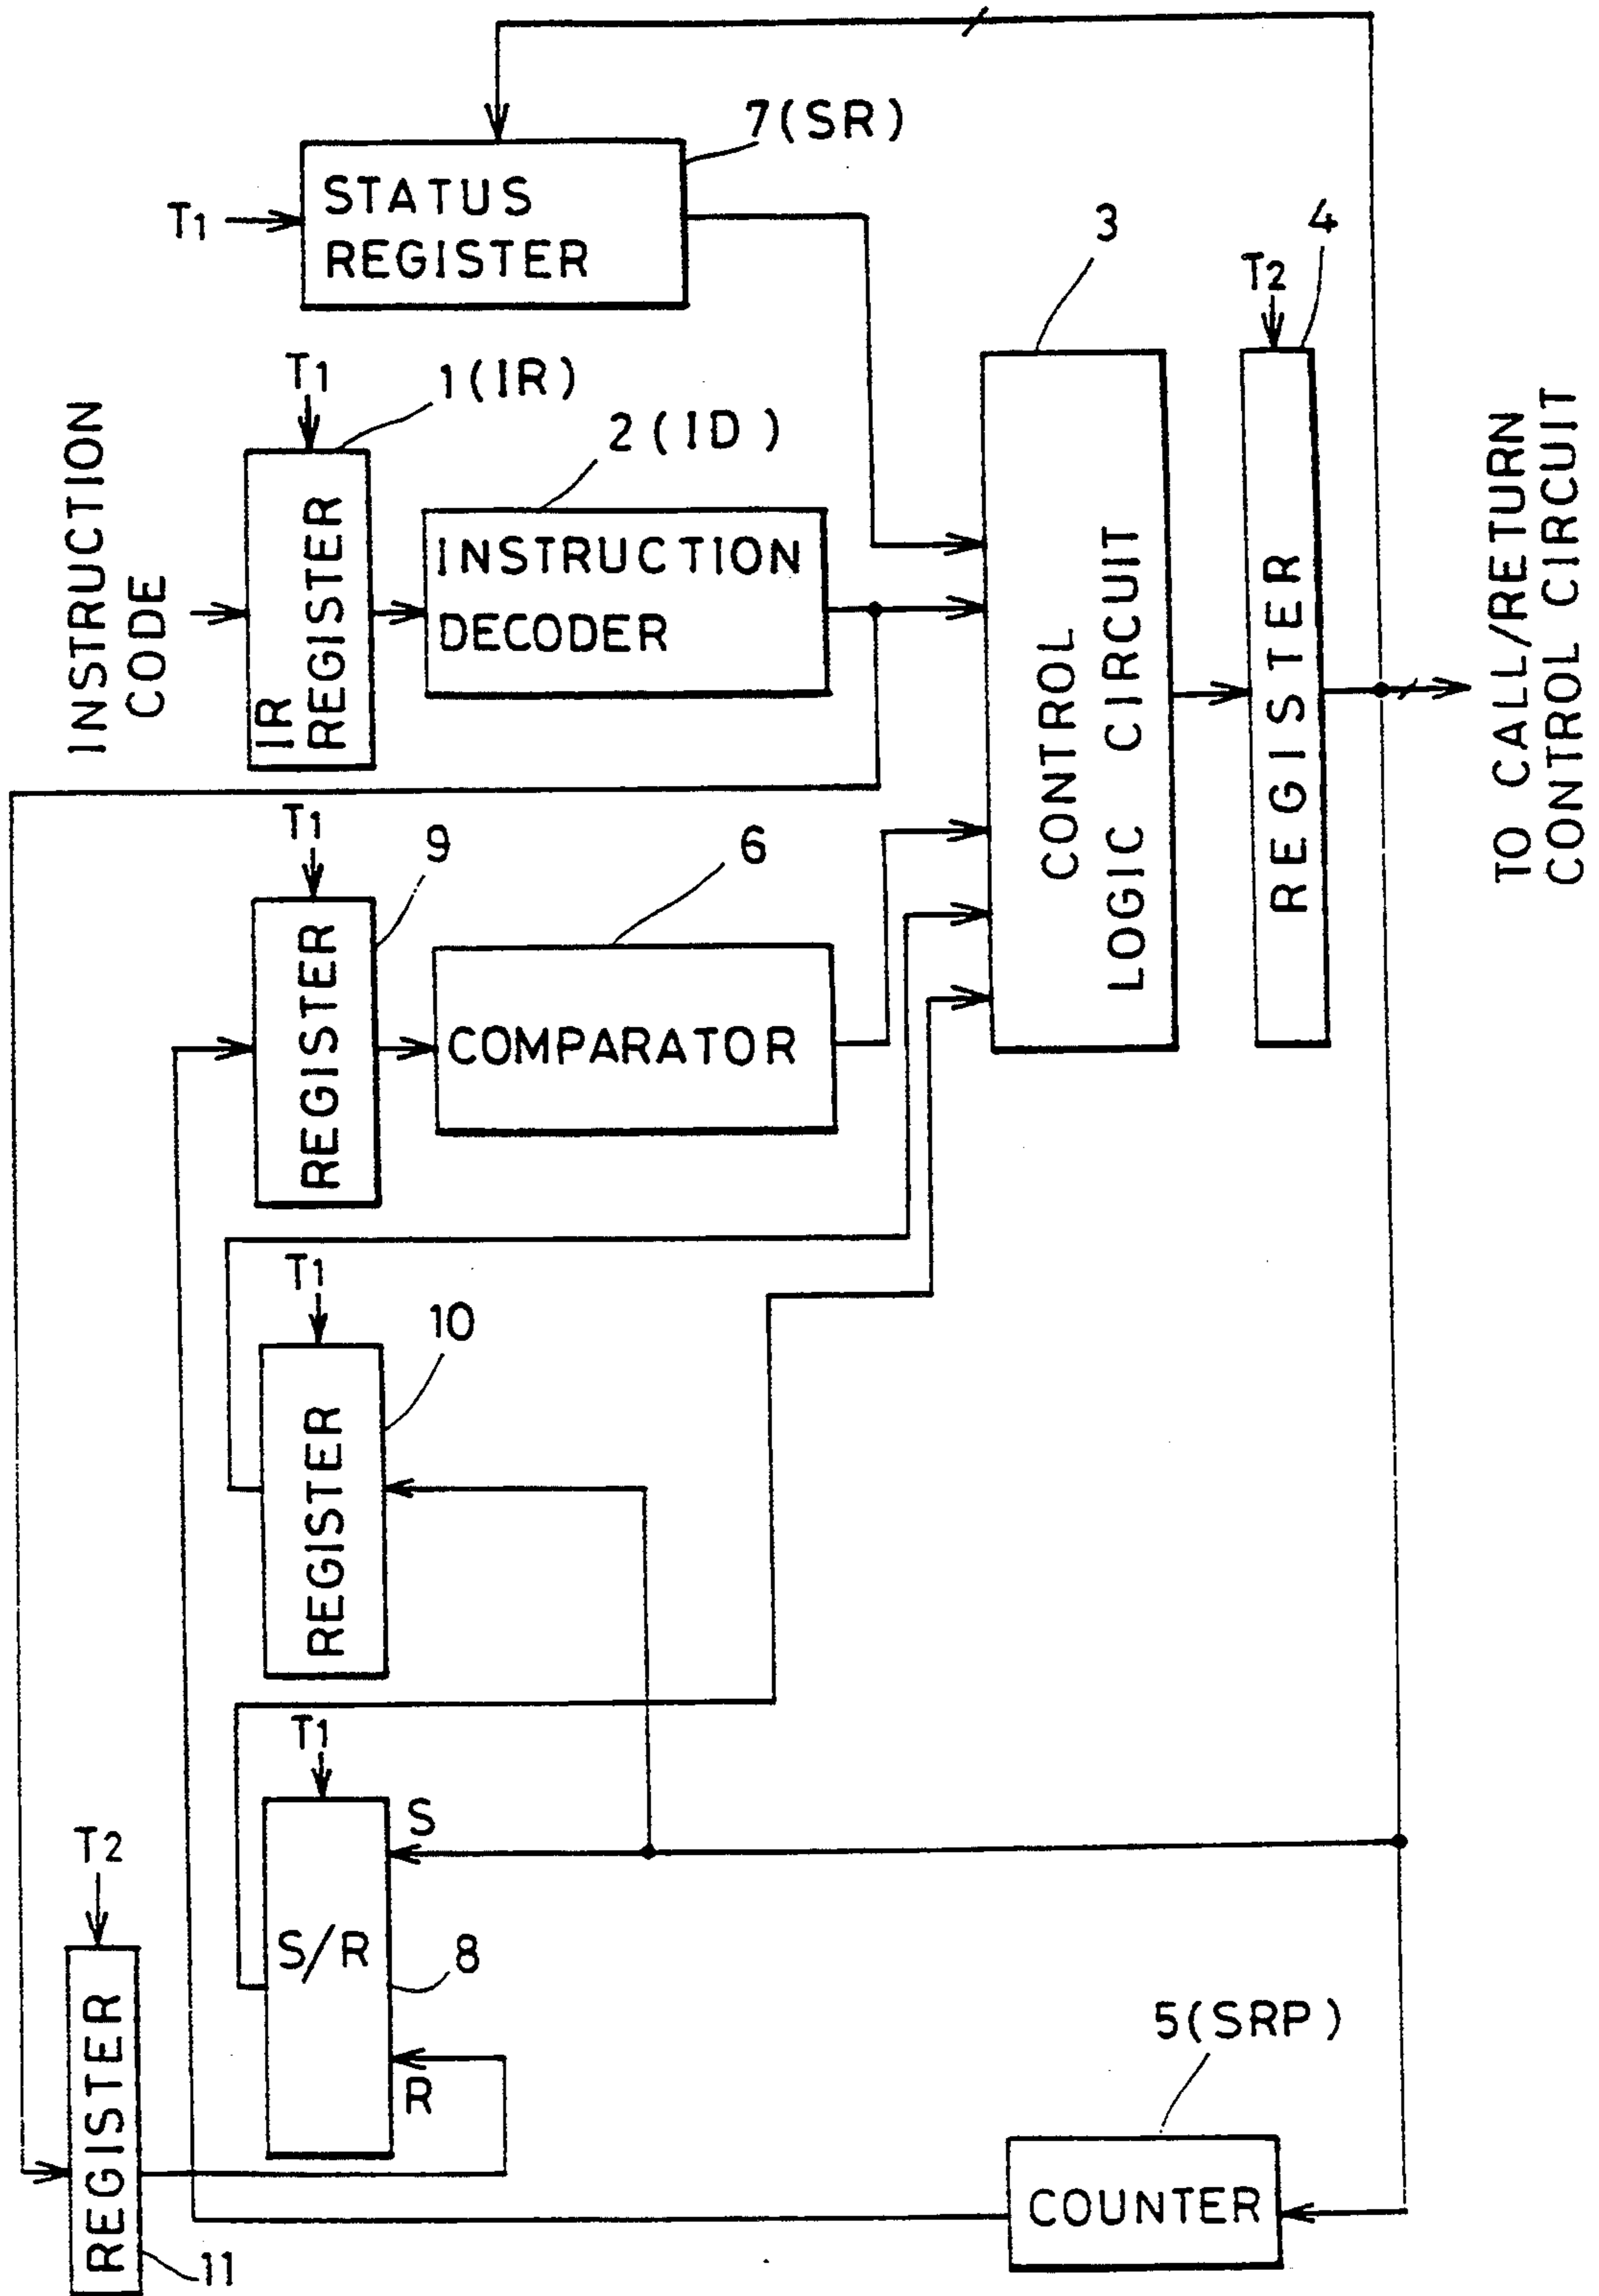 7(SR)
STATUS
REGISTER
T1
3
4
T2
T1
1(IR)
2(ID)
INSTRUCTION
CODE
IR
REGISTER
INSTRUCTION
DECODER
CONTROL
LOGIC CIRCUIT
REGISTER
TO CALL/RETURN
CONTROL CIRCUIT
T1
9
6
REGISTER
COMPARATOR
T1
10
REGISTER
T1
S
S/R
8
R
T2
REGISTER
11
5(SRP)
COUNTER